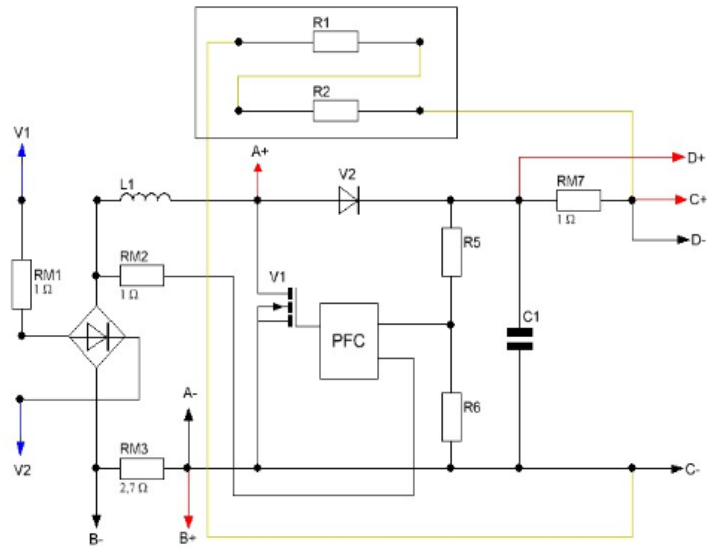 R1
R2
V1
A+
L1
V2
D+
RM7
C+
1 Ω
D-
R5
RM1
1 Ω
RM2
1 Ω
V1
C1
PFC
A-
R6
RM3
V2
2,7 Ω
C-
B-
B+